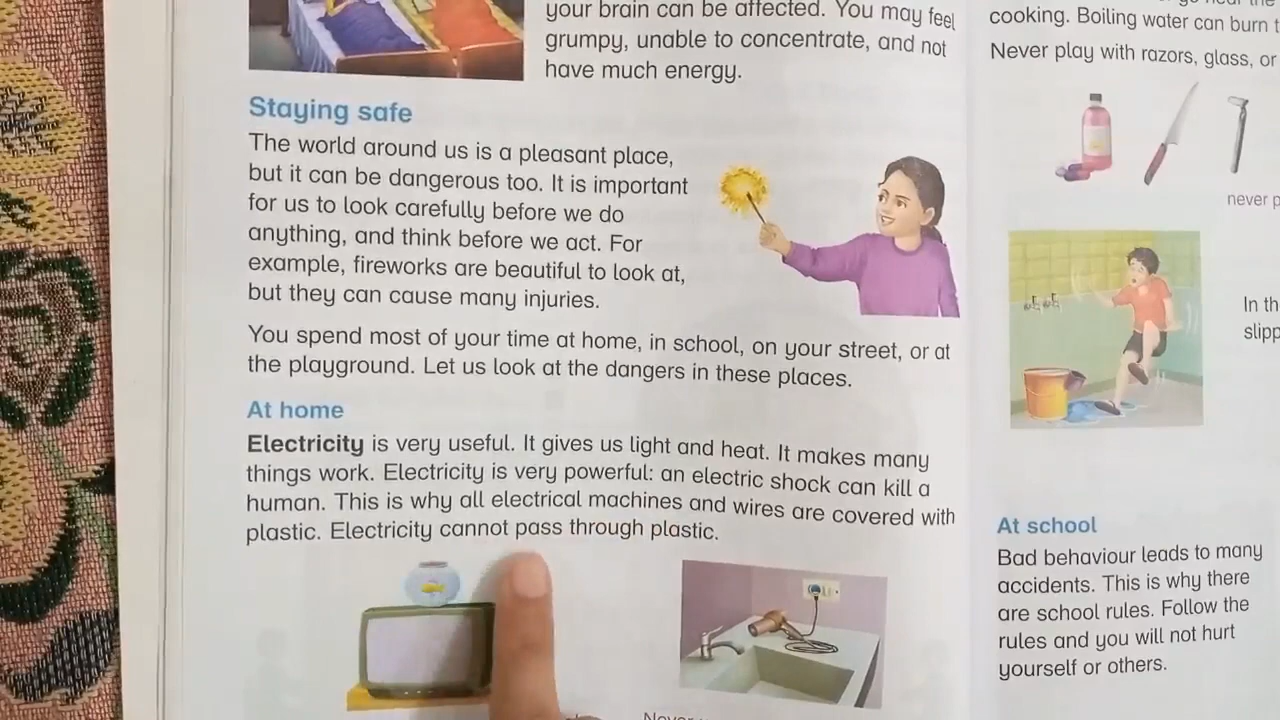 your brain can be affected. You may feel
grumpy, unable to concentrate, and not
have much energy.
Staying safe
The world around us is a pleasant place,
but it can be dangerous too. It is important
for us to look carefully before we do
anything, and think before we act. For
example, fireworks are beautiful to look at,
but they can cause many injuries.
You spend most of your time at home, in school, on your street, or at
the playground. Let us look at the dangers in these places.
At home
Electricity is very useful. It gives us light and heat. It makes many
things work. Electricity is very powerful: an electric shock can kill a
human. This is why all electrical machines and wires are covered with
plastic. Electricity cannot pass through plastic.
Never
cooking. Boiling water can burn
Never play with razors, glass, or
never
In
At school
Bad behaviour leads to many
accidents. This is why there
are school rules. Follow the
rules and you will not hurt
yourself or others.